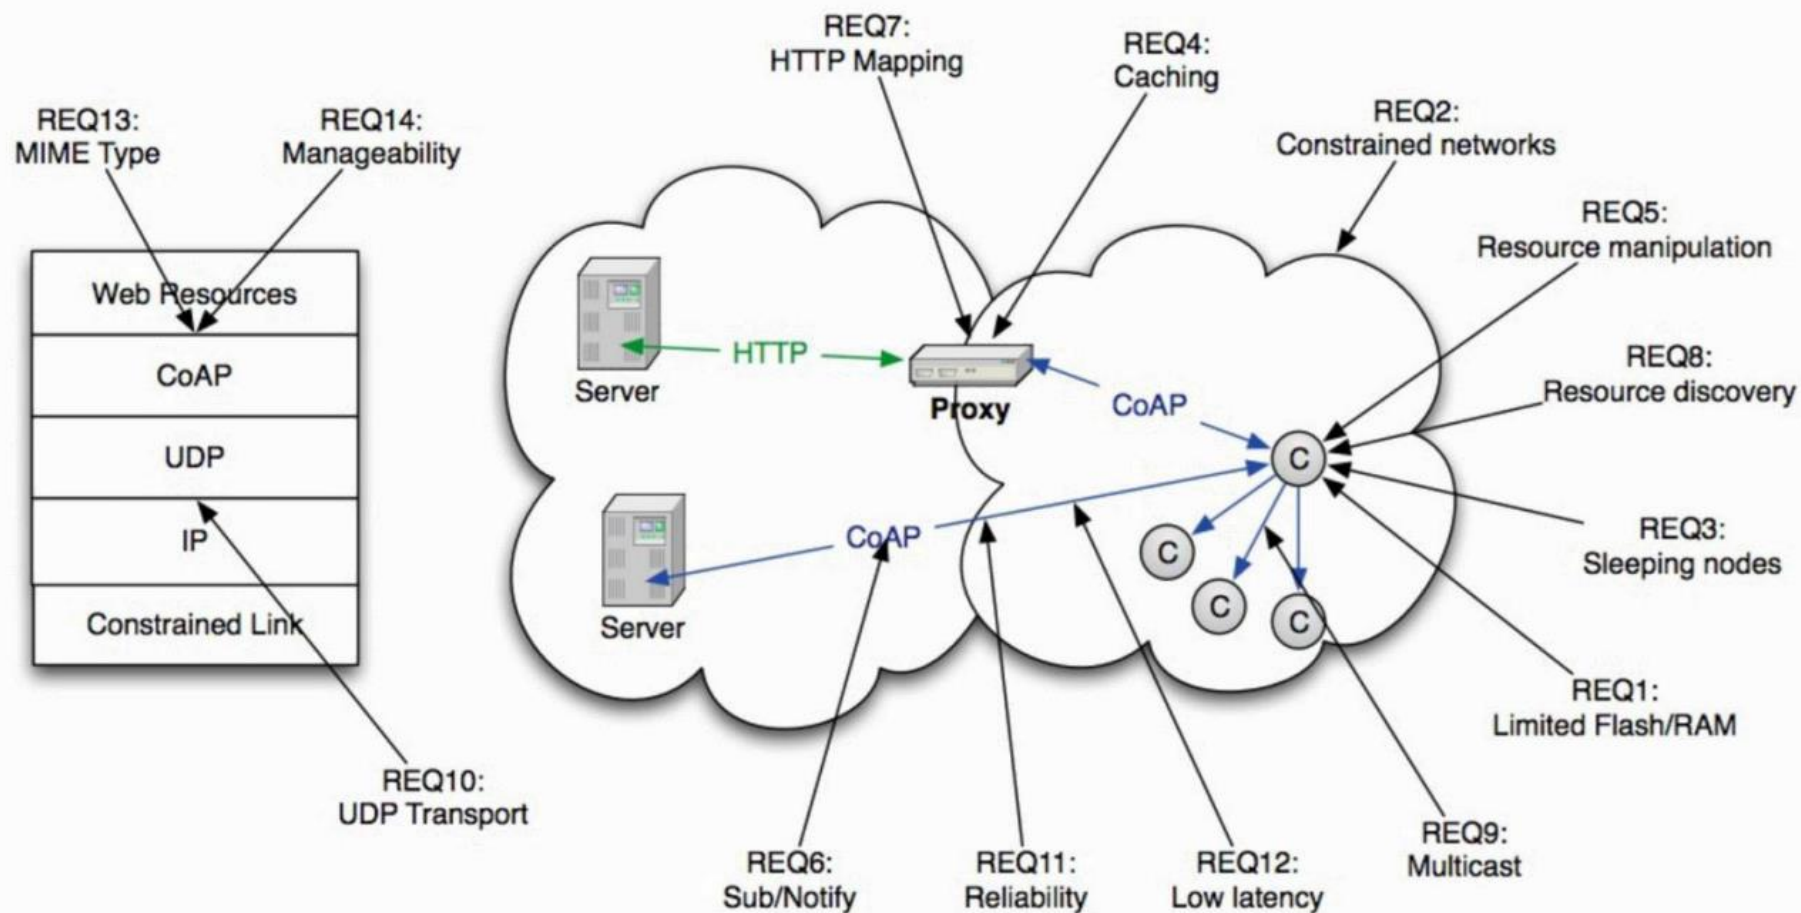 REQ7:
HTTP Mapping
REQ4:
Caching
REQ13:
MIME Type
REQ14:
Manageability
REQ2:
Constrained networks
REQ5:
Resource manipulation
Web Resources
CoAP
UDP
IP
Constrained Link
Server
HTTP
Proxy
CoAP
REQ8:
Resource discovery
C
C
C
C
CoAP
Server
REQ3:
Sleeping nodes
REQ1:
Limited Flash/RAM
REQ10:
UDP Transport
REQ6:
Sub/Notify
REQ11:
Reliability
REQ12:
Low latency
REQ9:
Multicast